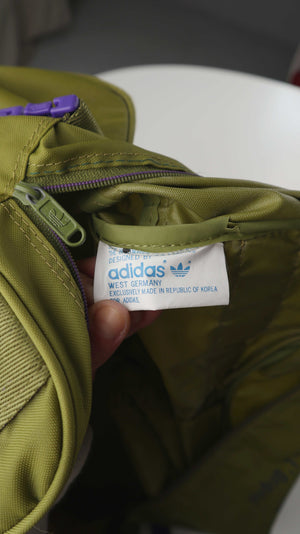 DESIGNED BY
adidas
WEST GERMANY
EXCLUSIVELY MADE IN REPUBLIC OF KOREA
FOR ADIDAS.